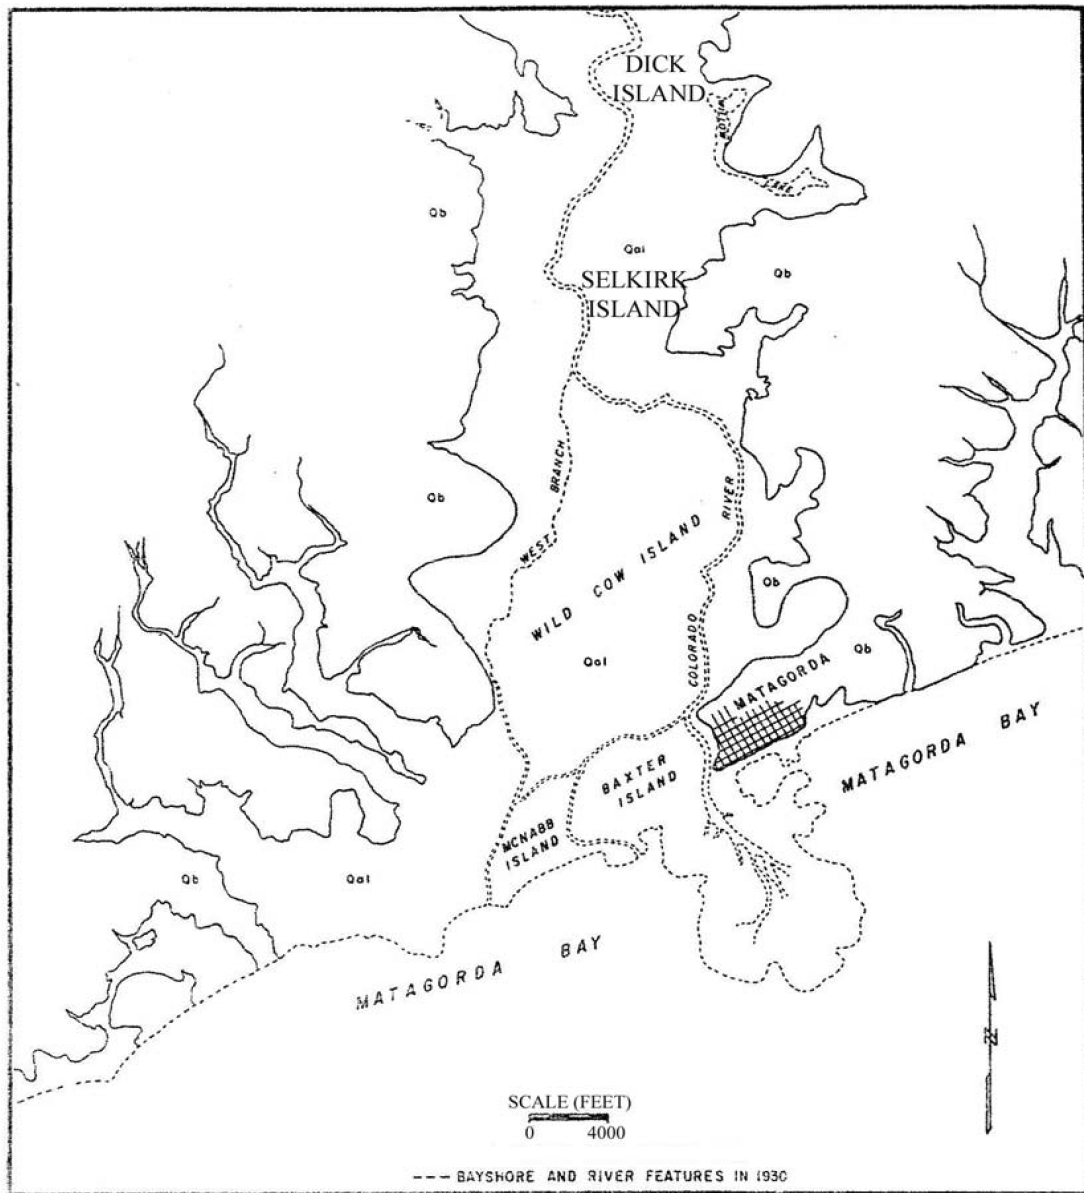 DICK
ISLAND
ROTUM
LAKE
Qb
Qal
SELKIRK
ISLAND
Qb
WEST BRANCH
Qb
RIVER
COLORADO
WILD COW ISLAND
Qb
Qal
Qb
MATAGORDA
MATAGORDA BAY
BAXTER
ISLAND
MCNABB
ISLAND
Qb
Qal
MATAGORDA BAY
N
SCALE (FEET)
0 4000
--- BAYSHORE AND RIVER FEATURES IN 1930